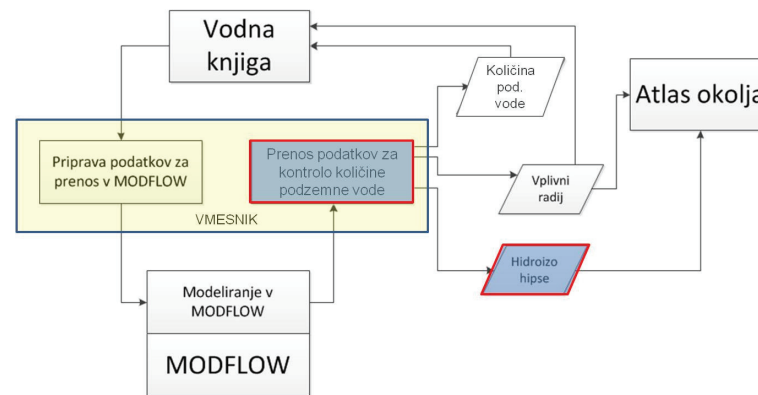 Vodna
knjiga
Količina
pod.
vode
Atlas okolja
Priprava podatkov za
prenos v MODFLOW
Prenos podatkov za
kontrolo količine
podzemne vode
Vplivni
radij
VMESNIK
Hidroizo
hipse
Modeliranje v
MODFLOW
MODFLOW